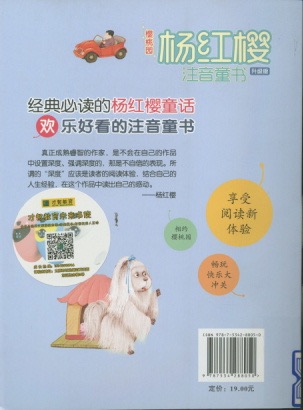 樱桃园
杨红樱
注音童书
升级版
经典必读的杨红樱童话
欢乐好看的注音童书
真正成熟睿智的作家，是不会在自己的作品
中设置深度、强调深度的，那是不自信的表现。所
谓的“深度”应该是读者的阅读体验，结合自己的
人生经验，在这个作品中读出自己的感动。
——杨红樱
享受
阅读新
体验
相约
樱桃园
畅玩
快乐大
冲关
定价：19.00元